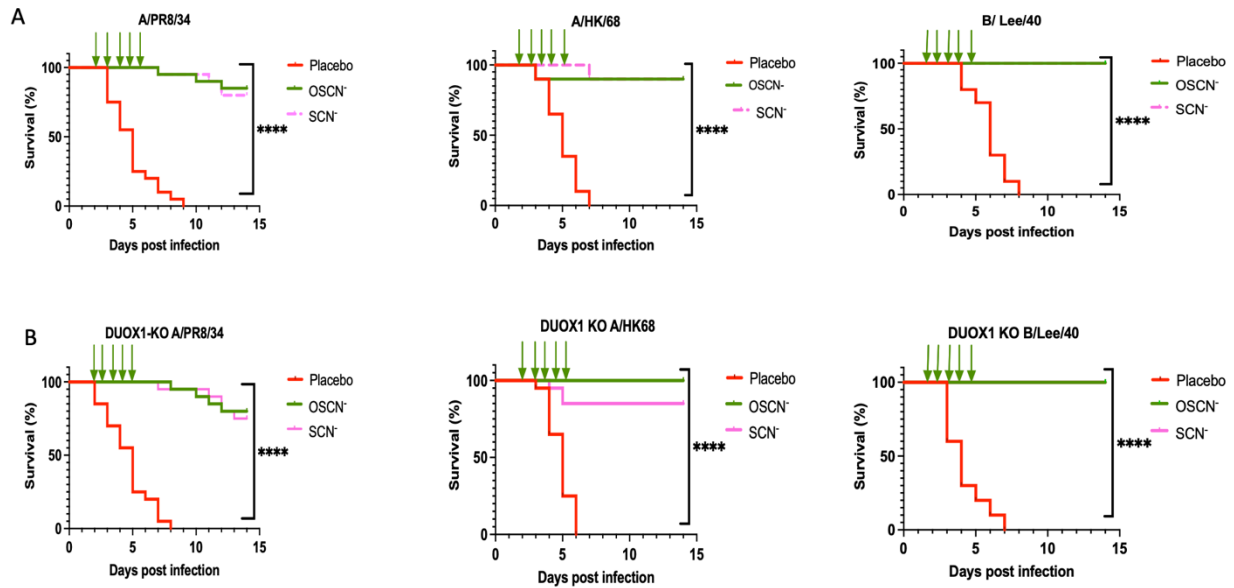 A
A/PR8/34
100
50
0
Survival (%)
0 5 10 15
Days post infection
Placebo
OSCN⁻
SCN⁻
****
A/HK/68
100
50
0
Survival (%)
0 5 10 15
Days post infection
Placebo
OSCN-
SCN⁻
****
B/ Lee/40
100
50
0
Survival (%)
0 5 10 15
Days post infection
Placebo
OSCN⁻
SCN⁻
****
B
DUOX1-KO A/PR8/34
100
50
0
Survival (%)
0 5 10 15
Days post infection
Placebo
OSCN⁻
SCN⁻
****
DUOX1 KO A/HK68
100
50
0
Survival (%)
0 5 10 15
Days post infection
Placebo
OSCN⁻
SCN⁻
****
DUOX1 KO B/Lee/40
100
50
0
Survival (%)
0 5 10 15
Days post infection
Placebo
OSCN⁻
SCN⁻
****